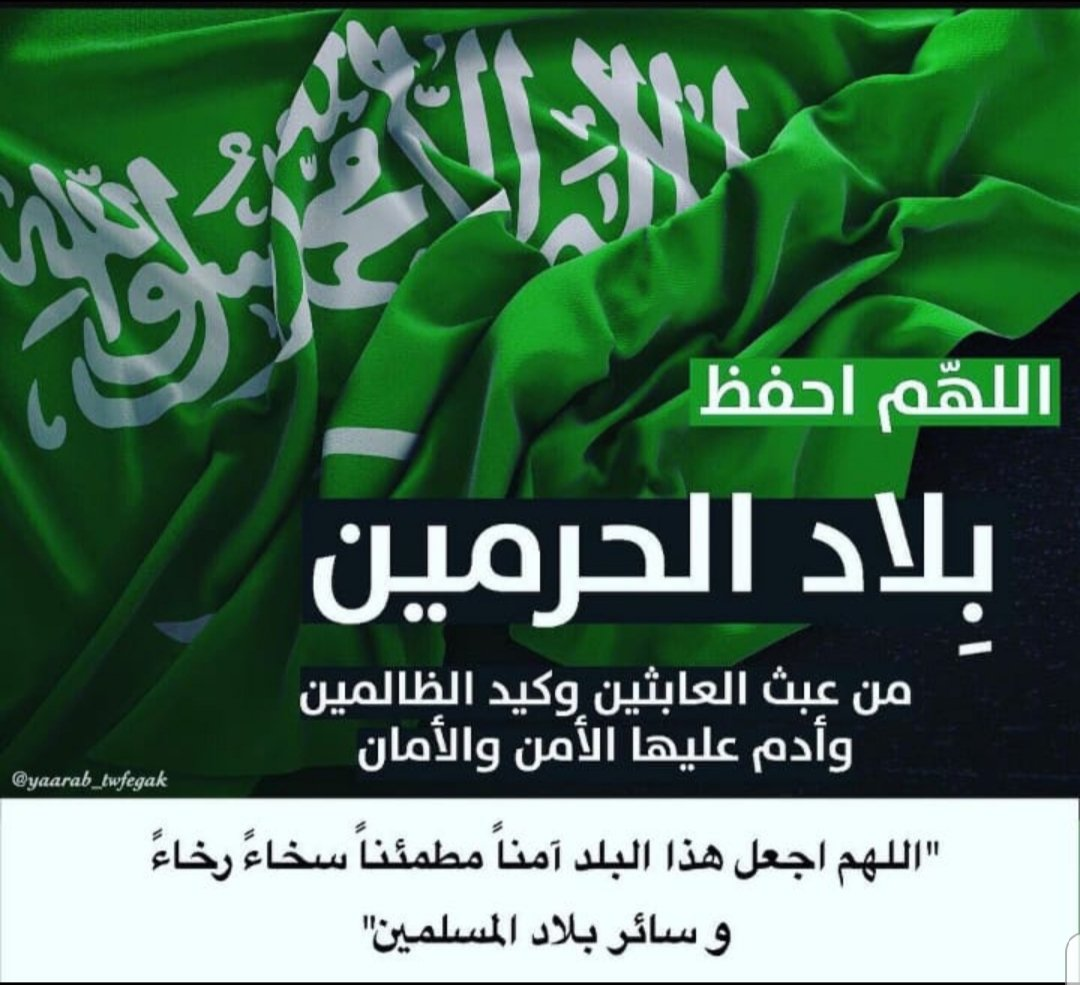 لا إله إلا الله محمد رسول الله
اللهّم احفظ
بِلاد الحرمين
من عبث العابثين وكيد الظالمين
وأدم عليها الأمن والأمان
@yaarab_twfegak
"اللهم اجعل هذا البلد آمناً مطمئناً سخاءً رخاءً
و سائر بلاد المسلمين"